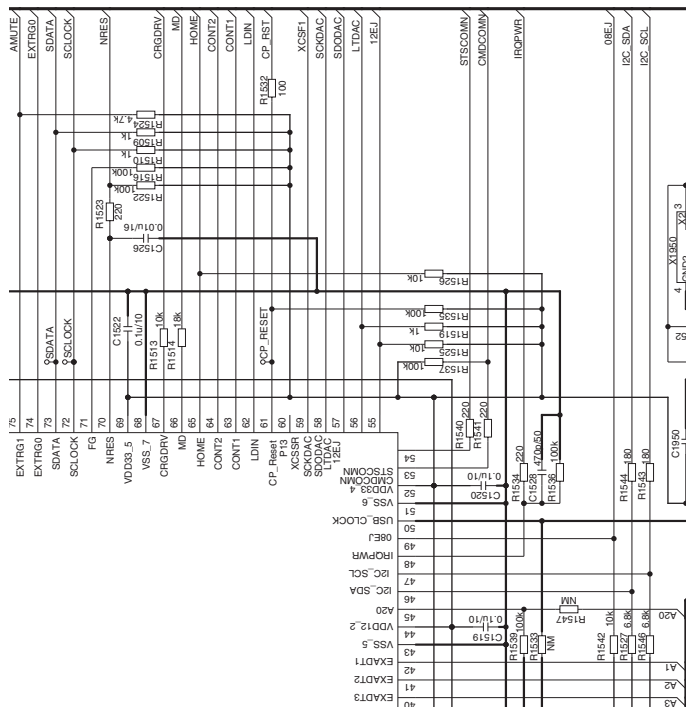 AMUTE
EXTRG0
SDATA
SCLOCK
NRES
CRGDRV
MD
HOME
CONT2
CONT1
LDIN
CP_RST
XCSF1
SCKDAC
SDODAC
LTDAC
12EJ
STSCOMN
CMDCOMN
IRQPWR
08EJ
I2C_SDA
I2C_SCL
R1532
100
4.7k
R1524
1k
R1509
1k
R1510
100k
R1516
100k
R1522
R1523
220
0.01u/16
C1526
X1950
X2
3
4
10k
R1526
100k
R1535
1k
R1519
10k
R1525
100k
R1537
C1522
0.1u/10
R1513
10k
R1514
18k
SDATA
SCLOCK
CP_RESET
52
75
74
73
72
71
70
69
68
67
66
65
64
63
62
61
60
59
58
57
56
55
EXTRG1
EXTRG0
SDATA
SCLOCK
FG
NRES
VDD33_5
VSS_7
CRGDRV
MD
HOME
CONT2
CONT1
LDIN
CP_Reset
P13
XCSSR
SCKDAC
SDODAC
LTDAC
12EJ
R1540
220
R1541
220
R1534
220
C1528
470p/50
R1536
100k
R1544
180
R1543
180
C1950
54
STSCOMN
53
CMDCOMN
VDD33_4
52
VSS_6
51
USB_CLOCK
50
08EJ
49
IRQPWR
48
I2C_SCL
47
I2C_SDA
46
A20
45
VDD12_2
44
VSS_5
43
EXADT1
42
EXADT2
41
EXADT3
40
0.1u/10
C1520
0.1u/10
C1519
NM
R1547
A20
R1539
100k
R1533
NM
R1542
10k
R1527
6.8k
R1546
6.8k
A1
A2
A3